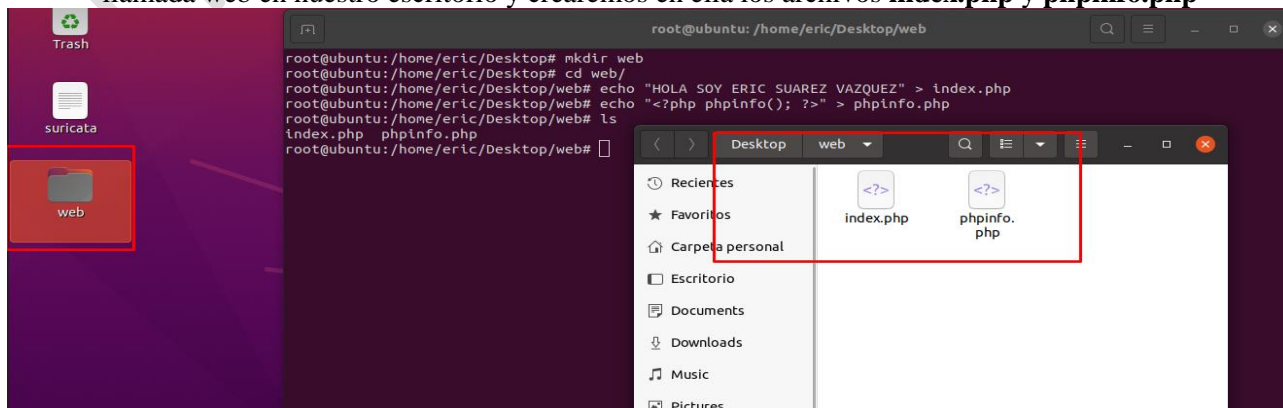 llamada web en nuestro escritorio y crearemos en ella los archivos index.php y phpinfo.php
Trash
suricata
web
root@ubuntu: /home/eric/Desktop/web
root@ubuntu:/home/eric/Desktop# mkdir web
root@ubuntu:/home/eric/Desktop# cd web/
root@ubuntu:/home/eric/Desktop/web# echo "HOLA SOY ERIC SUAREZ VAZQUEZ" > index.php
root@ubuntu:/home/eric/Desktop/web# echo "<?php phpinfo(); ?>" > phpinfo.php
root@ubuntu:/home/eric/Desktop/web# ls
index.php phpinfo.php
root@ubuntu:/home/eric/Desktop/web#
Desktop web
Recientes
Favoritos
Carpeta personal
Escritorio
Documents
Downloads
Music
Pictures
<?>
index.php
<?>
phpinfo.
php